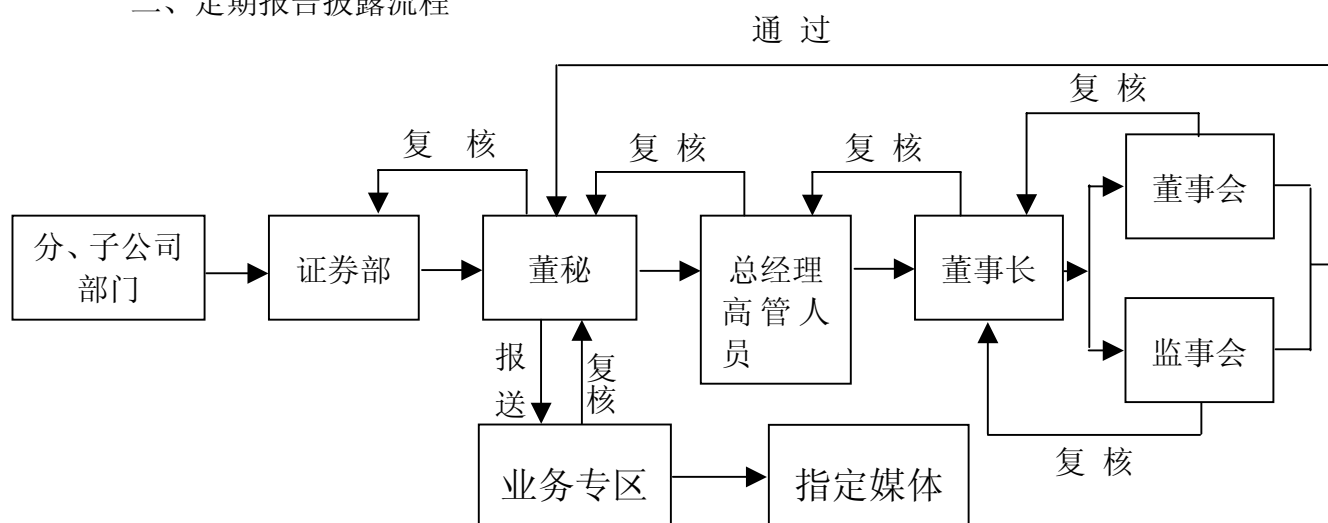 二、定期报告披露流程
通 过
复 核
复 核
复 核
复 核
董事会
分、子公司
部门
证券部
董秘
总经理
高管人
员
董事长
监事会
报
送
复
核
复 核
业务专区
指定媒体